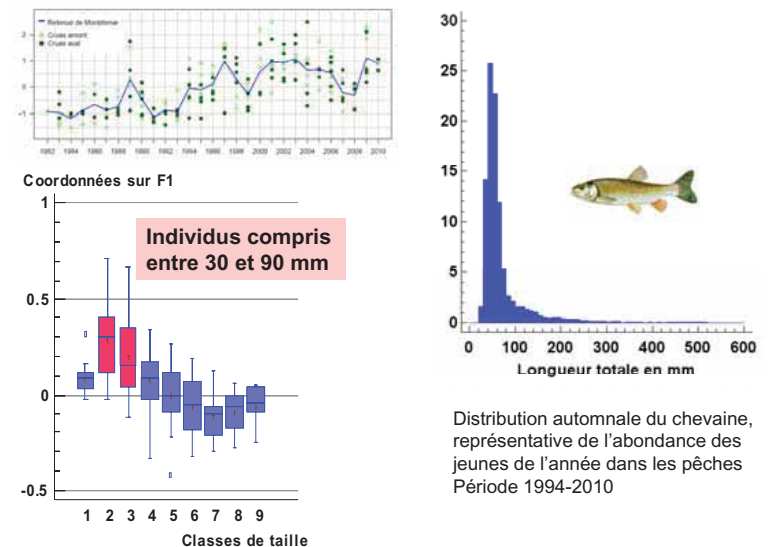 Retenue de Montélimar
Crues amont
Crues aval
2
1
0
-1
1982 1984 1986 1988 1990 1992 1994 1996 1998 2000 2002 2004 2006 2008 2010
Coordonnées sur F1
1
0.5
0
-0.5
Individus compris
entre 30 et 90 mm
1 2 3 4 5 6 7 8 9
Classes de taille
30
25
20
15
10
5
0
0 100 200 300 400 500 600
Longueur totale en mm
Distribution automnale du chevaine,
représentative de l'abondance des
jeunes de l'année dans les pêches
Période 1994-2010